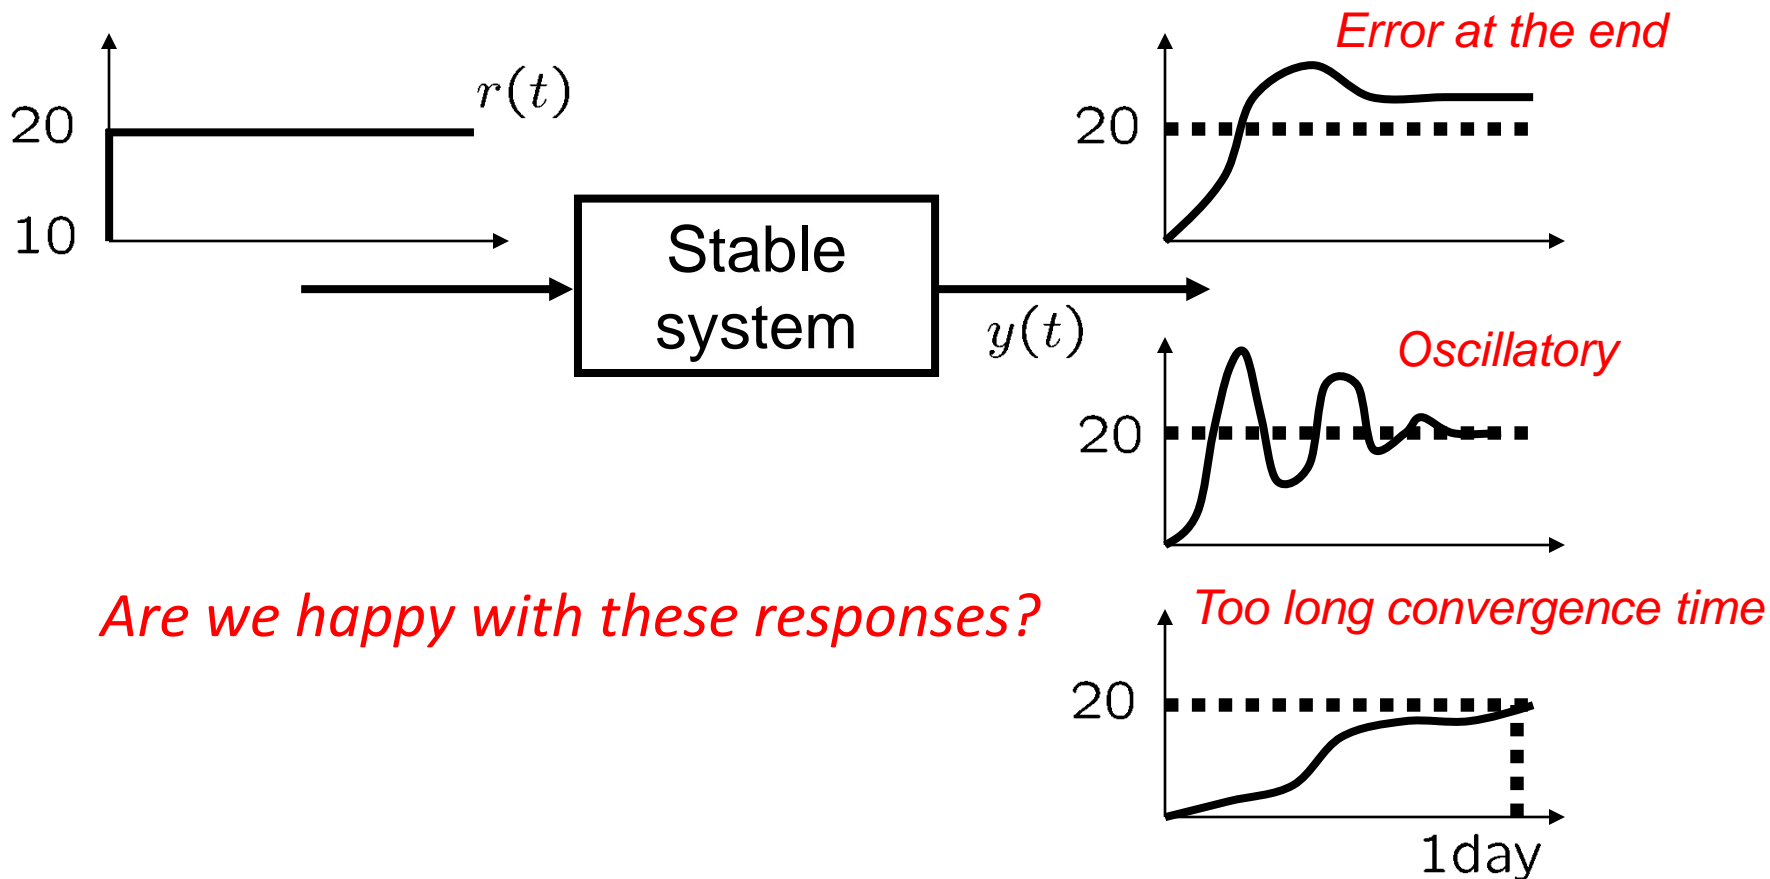 r(t)
20
10
Stable
system
y(t)
Error at the end
20
Oscillatory
20
Are we happy with these responses?
Too long convergence time
20
1day